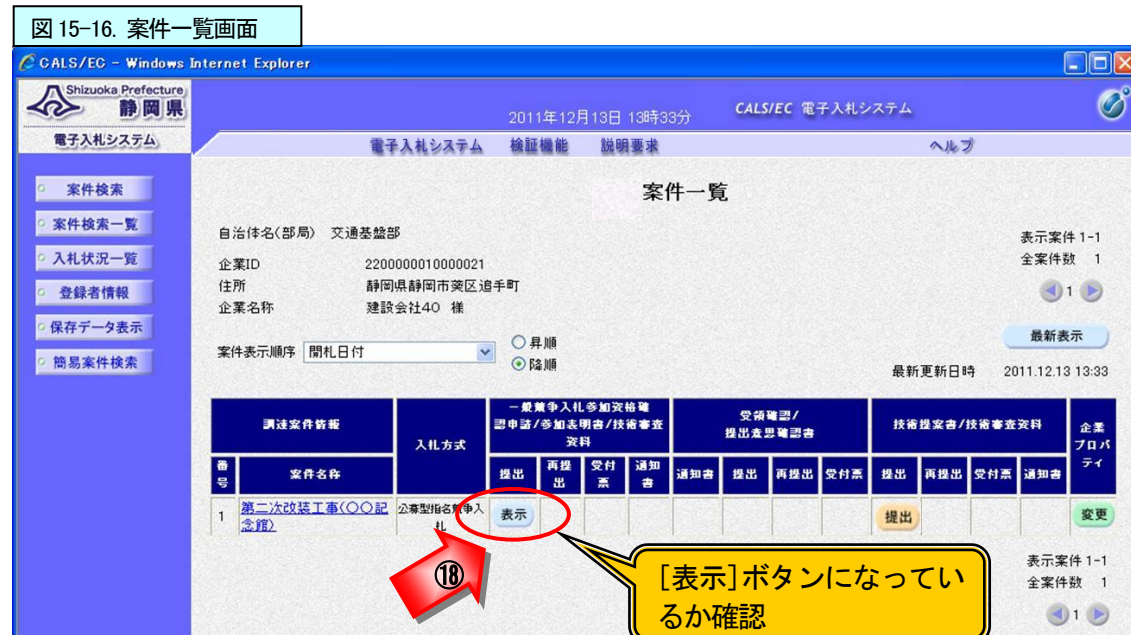 図 15-16. 案件一覧画面
CALS/EC - Windows Internet Explorer
Shizuoka Prefecture
静岡県
電子入札システム
2011年12月13日 13時33分
CALS/EC 電子入札システム
電子入札システム 検証機能 説明要求 ヘルプ
案件検索
案件検索一覧
入札状況一覧
登録者情報
保存データ表示
簡易案件検索
案件一覧
自治体名(部局) 交通基盤部
企業ID 2200000010000021
住所 静岡県静岡市葵区追手町
企業名称 建設会社40 様
表示案件 1-1
全案件数 1
1
案件表示順序 開札日付
昇順
降順
最新表示
最新更新日時 2011.12.13 13:33
調達案件情報
入札方式
一般競争入札参加資格確
認申請/参加表明書/技術審査
資料
受領確認/
提出意思確認書
技術提案書/技術審査資料
企業
プロパ
ティ
番号 案件名称
提出 再提出 受付票 通知書
通知書 提出 再提出 受付票
提出 再提出 受付票 通知書
1 第二次改装工事(〇〇記念館) 公募型指名競争入札 表示 提出 変更
⑱
[表示]ボタンになってい
るか確認
表示案件 1-1
全案件数 1
1